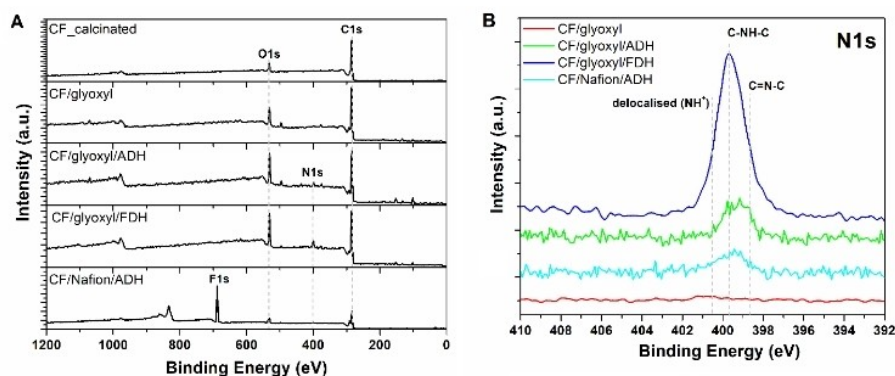 A
CF_calcinated
C1s
O1s
CF/glyoxyl
CF/glyoxyl/ADH
N1s
CF/glyoxyl/FDH
CF/Nafion/ADH
F1s
Intensity (a.u.)
1200 1000 800 600 400 200 0
Binding Energy (eV)
B
CF/glyoxyl
CF/glyoxyl/ADH
CF/glyoxyl/FDH
CF/Nafion/ADH
C-NH-C
N1s
C=N-C
delocalised (NH⁺)
Intensity (a.u.)
410 408 406 404 402 400 398 396 394 392
Binding Energy (eV)